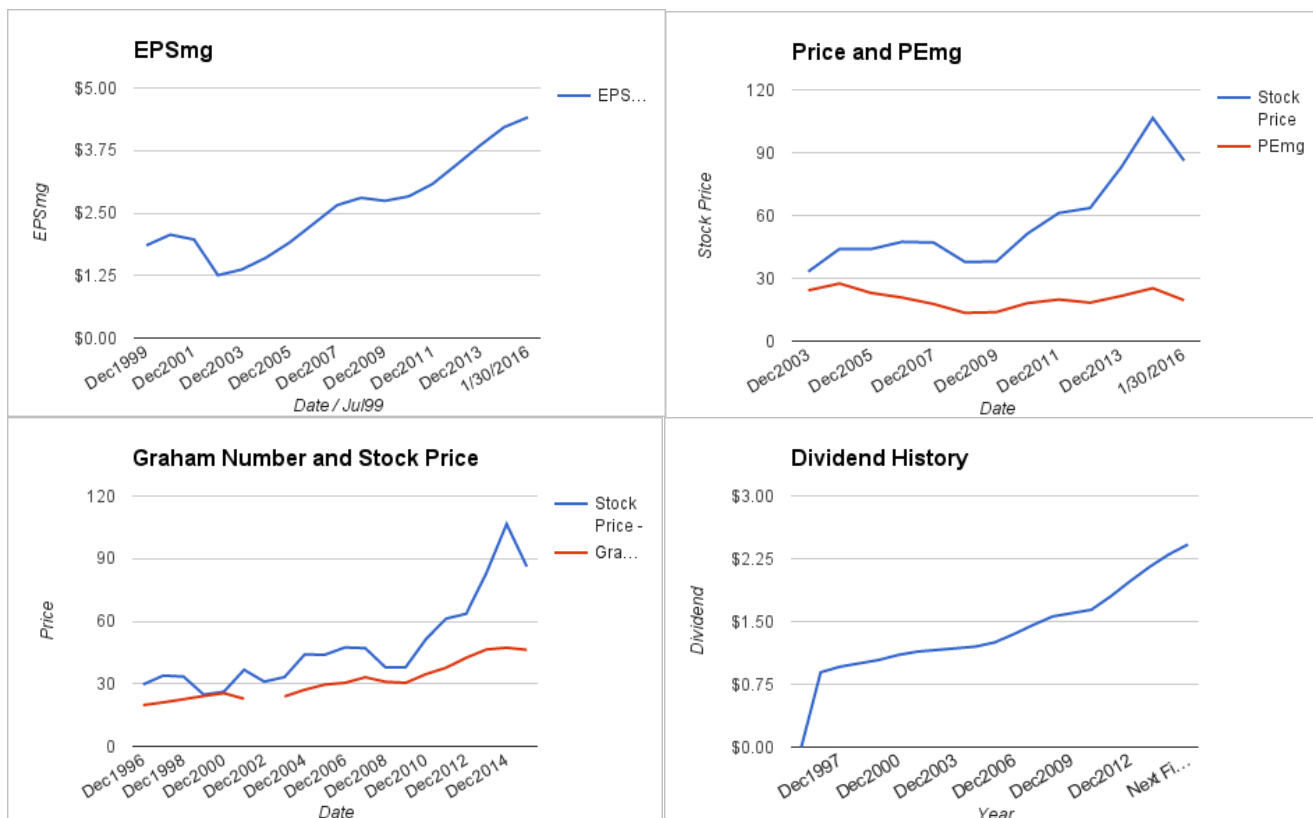 EPSmg
$5.00
$3.75
$2.50
$1.25
$0.00
EPSmg
EPS...
Dec1999
Dec2001
Dec2003
Dec2005
Dec2007
Dec2009
Dec2011
Dec2013
1/30/2016
Date / Jul99
Price and PEmg
120
90
60
30
0
Stock Price
Stock
Price
PEmg
Dec2003
Dec2005
Dec2007
Dec2009
Dec2011
Dec2013
1/30/2016
Date
Graham Number and Stock Price
120
90
60
30
0
Price
Stock
Price -
Gra...
Dec1996
Dec1998
Dec2000
Dec2002
Dec2004
Dec2006
Dec2008
Dec2010
Dec2012
Dec2014
Date
Dividend History
$3.00
$2.25
$1.50
$0.75
$0.00
Dividend
Dec1997
Dec2000
Dec2003
Dec2006
Dec2009
Dec2012
Next Fi...
Year